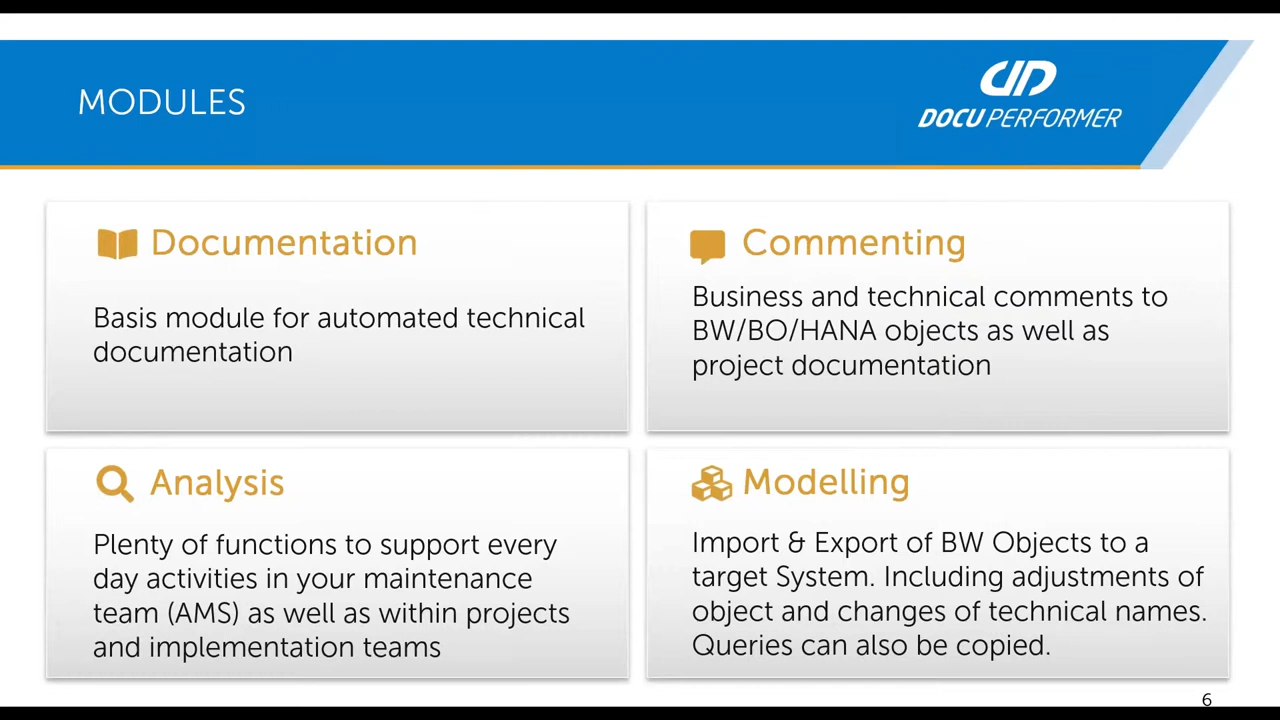 MODULES
DOCU PERFORMER
Documentation
Basis module for automated technical
documentation
Commenting
Business and technical comments to
BW/BO/HANA objects as well as
project documentation
Analysis
Plenty of functions to support every
day activities in your maintenance
team (AMS) as well as within projects
and implementation teams
Modelling
Import & Export of BW Objects to a
target System. Including adjustments of
object and changes of technical names.
Queries can also be copied.
6